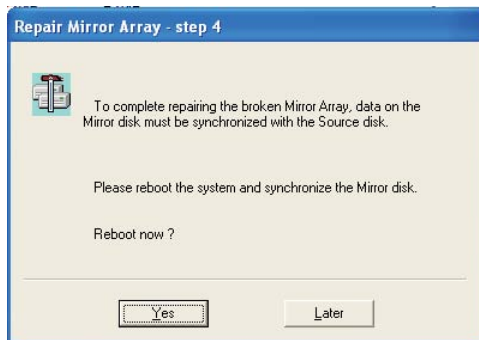 Repair Mirror Array - step 4
To complete repairing the broken Mirror Array, data on the
Mirror disk must be synchronized with the Source disk.
Please reboot the system and synchronize the Mirror disk.
Reboot now ?
Yes
Later